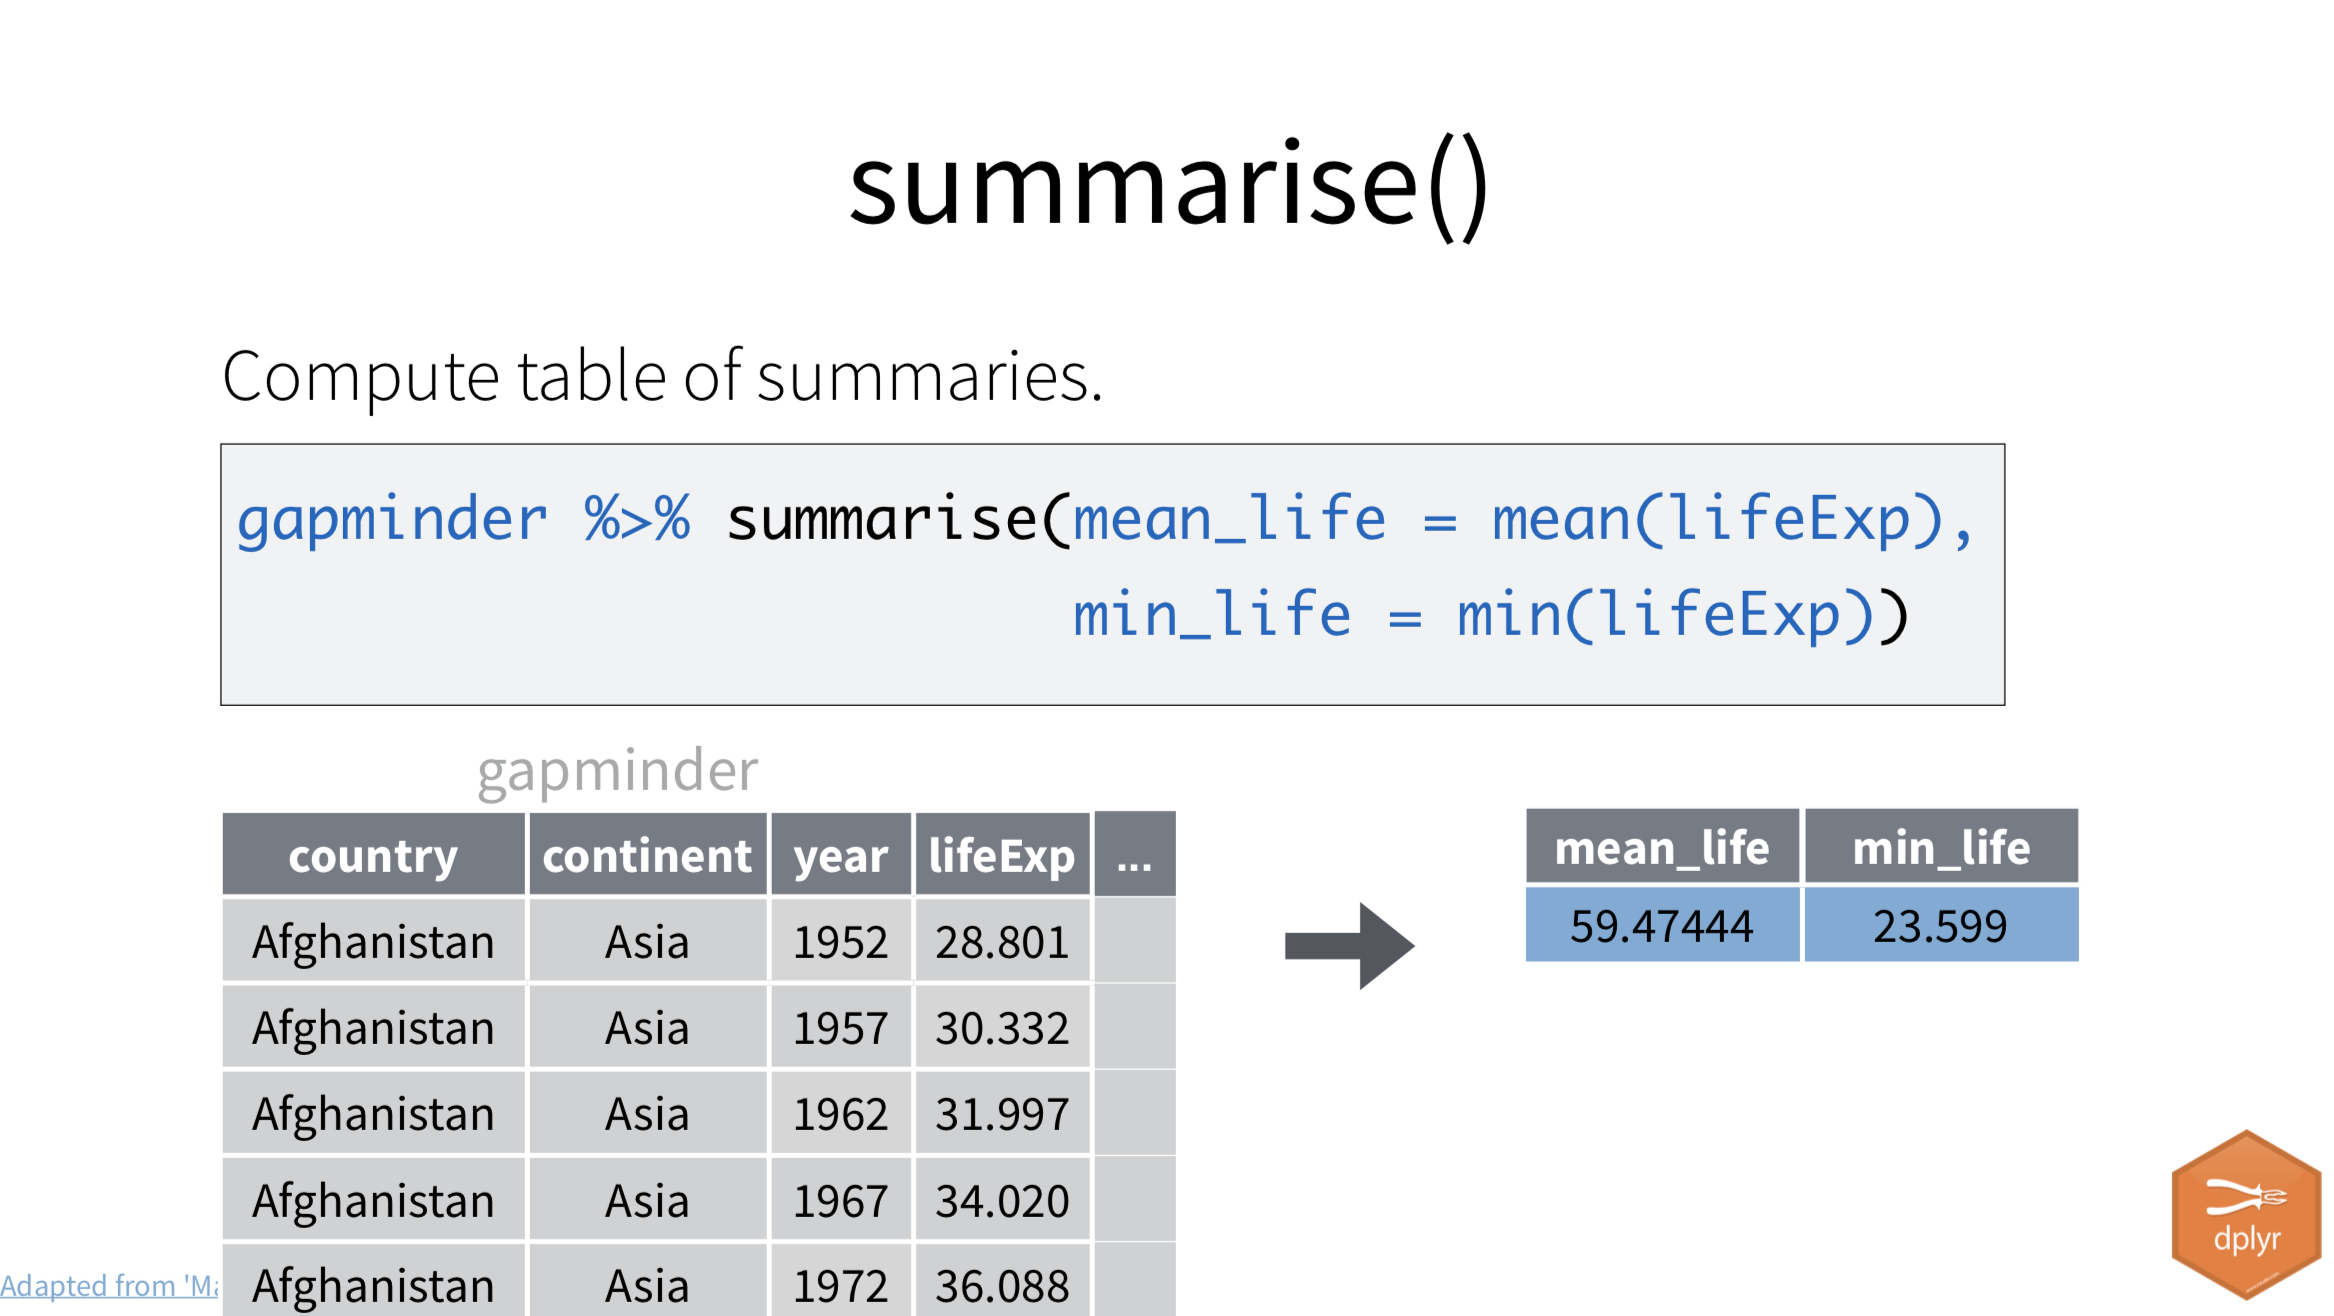 summarise()
Compute table of summaries.
gapminder %>% summarise(mean_life = mean(lifeExp),
min_life = min(lifeExp))
gapminder
country continent year lifeExp ...
Afghanistan Asia 1952 28.801
Afghanistan Asia 1957 30.332
Afghanistan Asia 1962 31.997
Afghanistan Asia 1967 34.020
Afghanistan Asia 1972 36.088
mean_life min_life
59.47444 23.599
dplyr
Adapted from